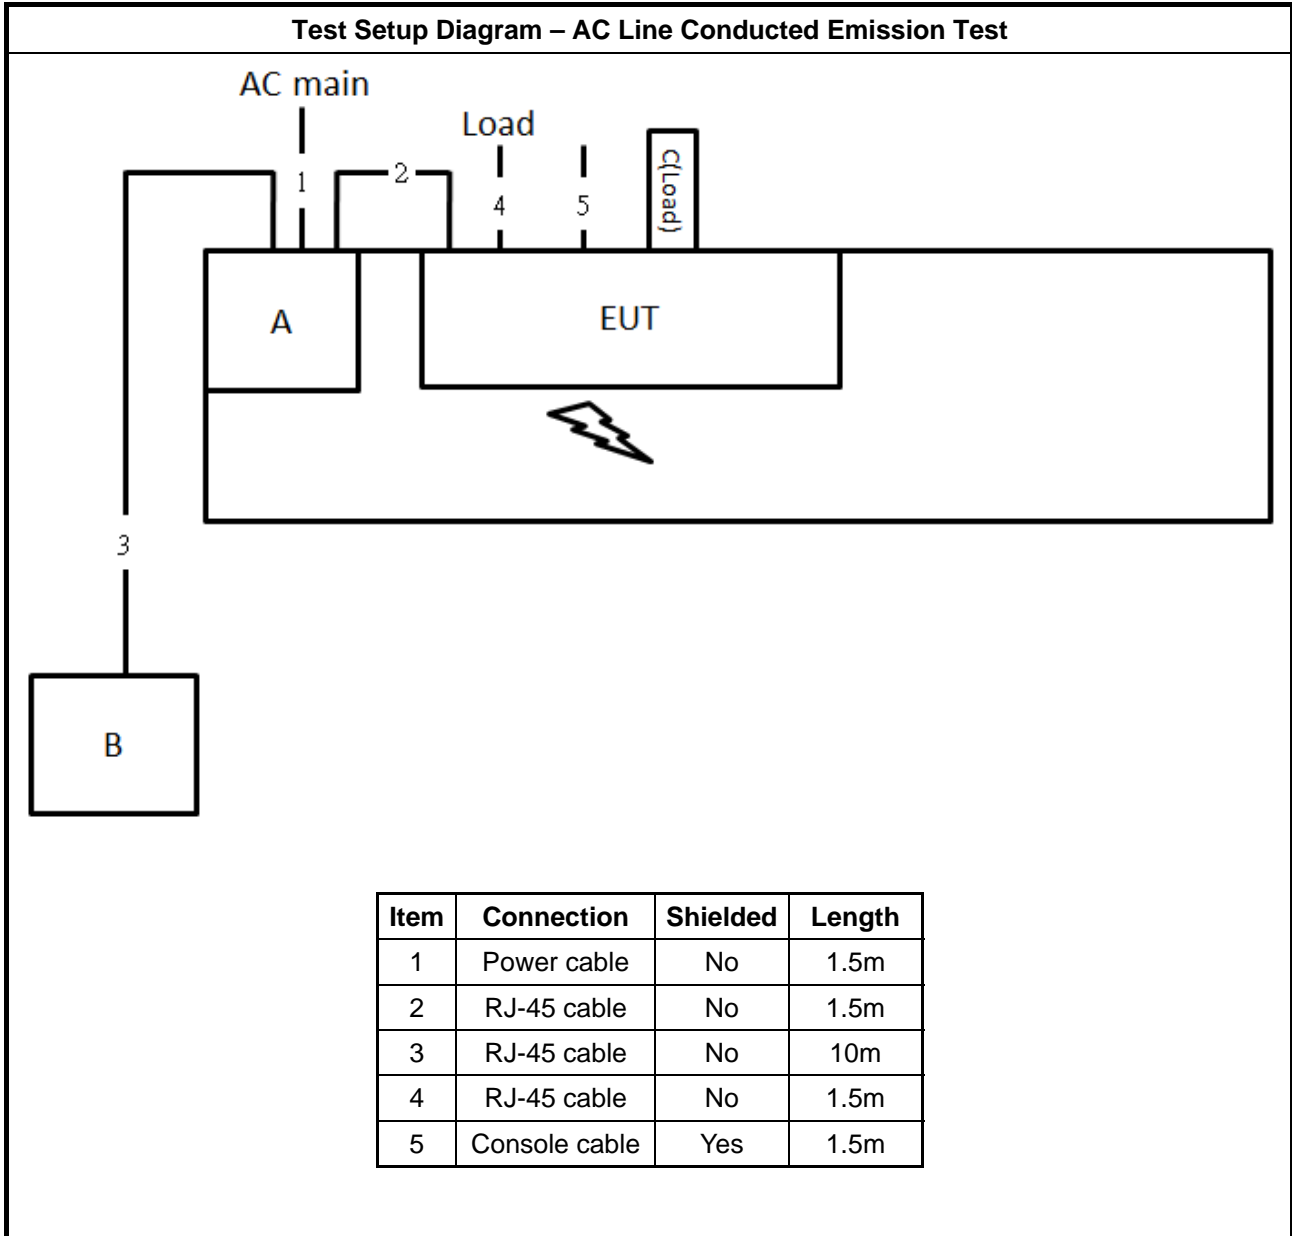 Test Setup Diagram – AC Line Conducted Emission Test
AC main
Load
1
2
4
5
C(Load)
A
EUT
3
B
Item Connection Shielded Length
1 Power cable No 1.5m
2 RJ-45 cable No 1.5m
3 RJ-45 cable No 10m
4 RJ-45 cable No 1.5m
5 Console cable Yes 1.5m